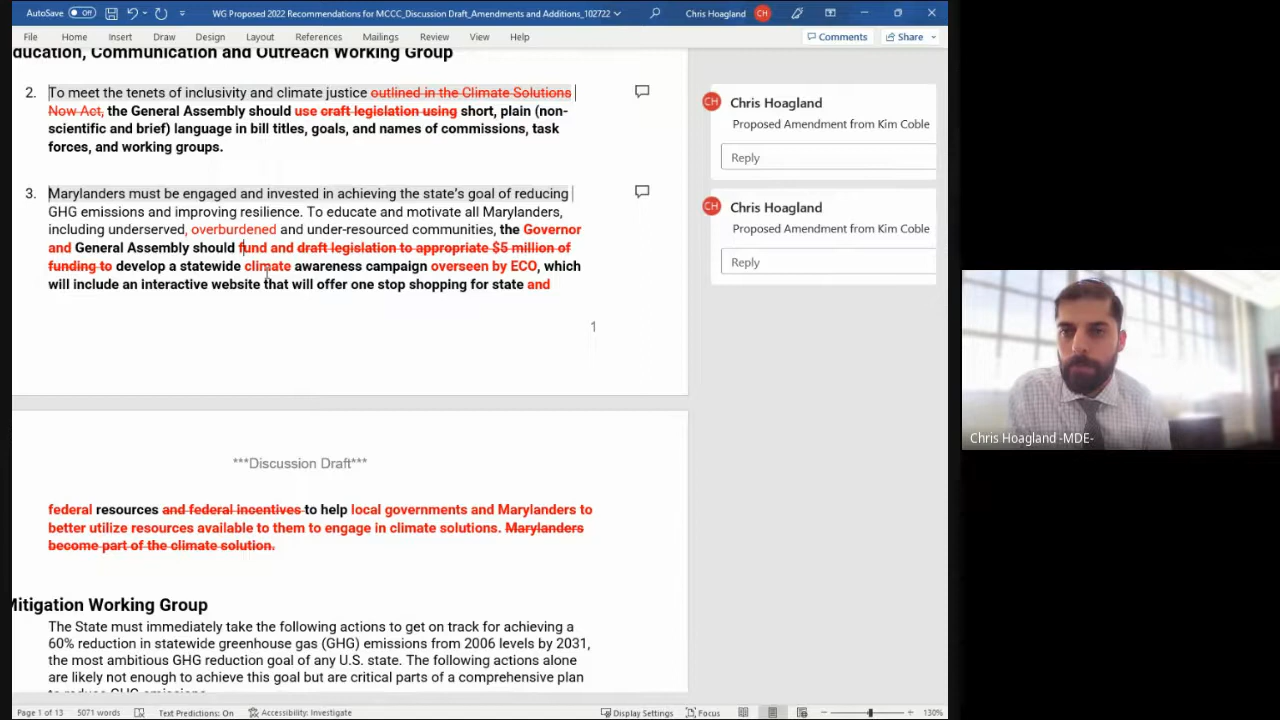 AutoSave Off WG Proposed 2022 Recommendations for MCCC_Discussion Draft_Amendments and Additions_102722 Chris Hoagland CH
File Home Insert Draw Design Layout References Mailings Review View Help Comments Share
ducation, Communication and Outreach Working Group
2. To meet the tenets of inclusivity and climate justice outlined in the Climate Solutions
Now Act, the General Assembly should use craft legislation using short, plain (non-
scientific and brief) language in bill titles, goals, and names of commissions, task
forces, and working groups.
3. Marylanders must be engaged and invested in achieving the state's goal of reducing
GHG emissions and improving resilience. To educate and motivate all Marylanders,
including underserved, overburdened and under-resourced communities, the Governor
and General Assembly should fund and draft legislation to appropriate $5 million of
funding to develop a statewide climate awareness campaign overseen by ECO, which
will include an interactive website that will offer one stop shopping for state and
1
***Discussion Draft***
federal resources and federal incentives to help local governments and Marylanders to
better utilize resources available to them to engage in climate solutions. Marylanders
become part of the climate solution.
Mitigation Working Group
The State must immediately take the following actions to get on track for achieving a
60% reduction in statewide greenhouse gas (GHG) emissions from 2006 levels by 2031,
the most ambitious GHG reduction goal of any U.S. state. The following actions alone
are likely not enough to achieve this goal but are critical parts of a comprehensive plan
to reduce GHG emissions.
CH Chris Hoagland
Proposed Amendment from Kim Coble
Reply
CH Chris Hoagland
Proposed Amendment from Kim Coble
Reply
Chris Hoagland -MDE-
Page 1 of 13 5071 words Text Predictions: On Accessibility: Investigate Display Settings Focus 130%